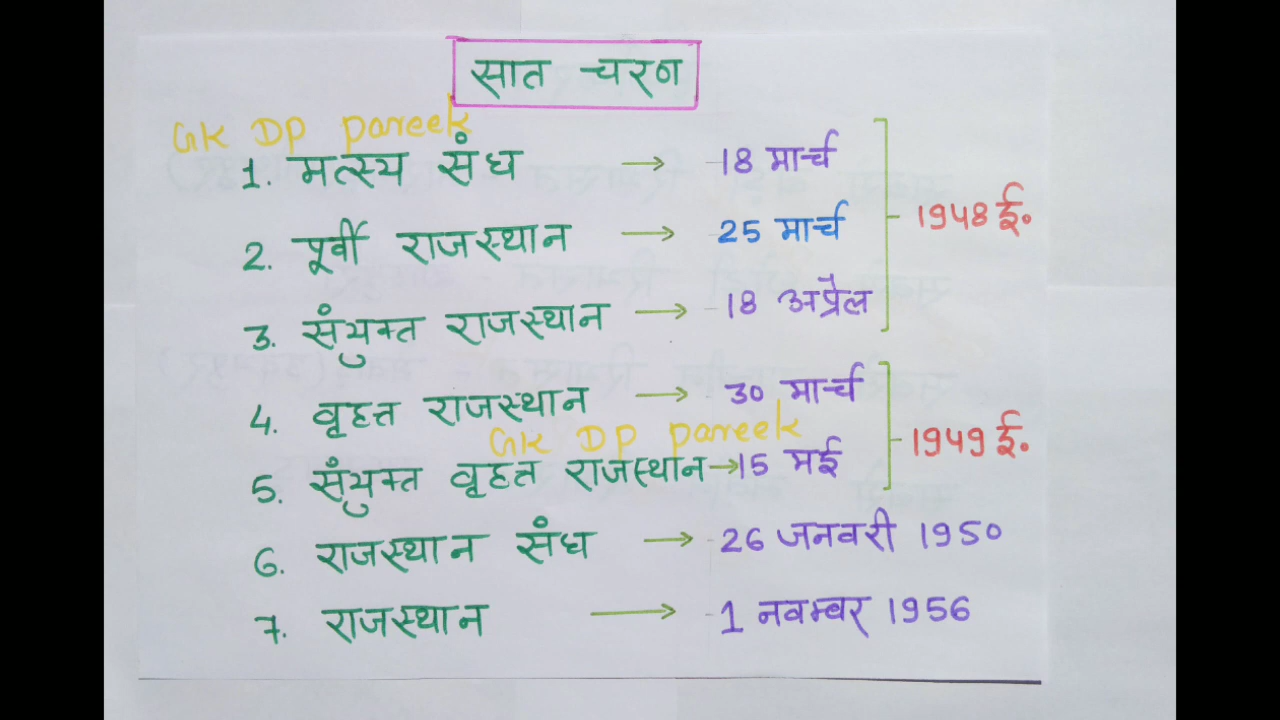 सात चरण
GK DP pareek
1. मत्स्य संघ → 18 मार्च
2. पूर्वी राजस्थान → 25 मार्च
1948 ई.
3. संयुक्त राजस्थान → 18 अप्रैल
4. वृहत्त राजस्थान → 30 मार्च
GK DP pareek
1949 ई.
5. संयुक्त वृहत्त राजस्थान → 15 मई
6. राजस्थान संघ → 26 जनवरी 1950
7. राजस्थान → 1 नवम्बर 1956